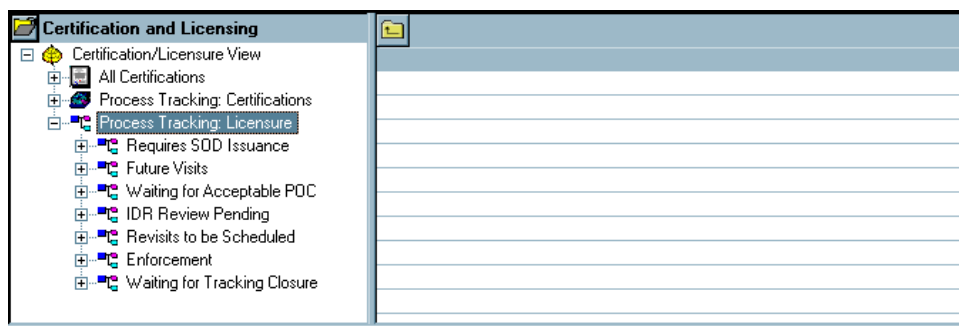 Certification and Licensing
Certification/Licensure View
All Certifications
Process Tracking: Certifications
Process Tracking: Licensure
Requires SOD Issuance
Future Visits
Waiting for Acceptable POC
IDR Review Pending
Revisits to be Scheduled
Enforcement
Waiting for Tracking Closure